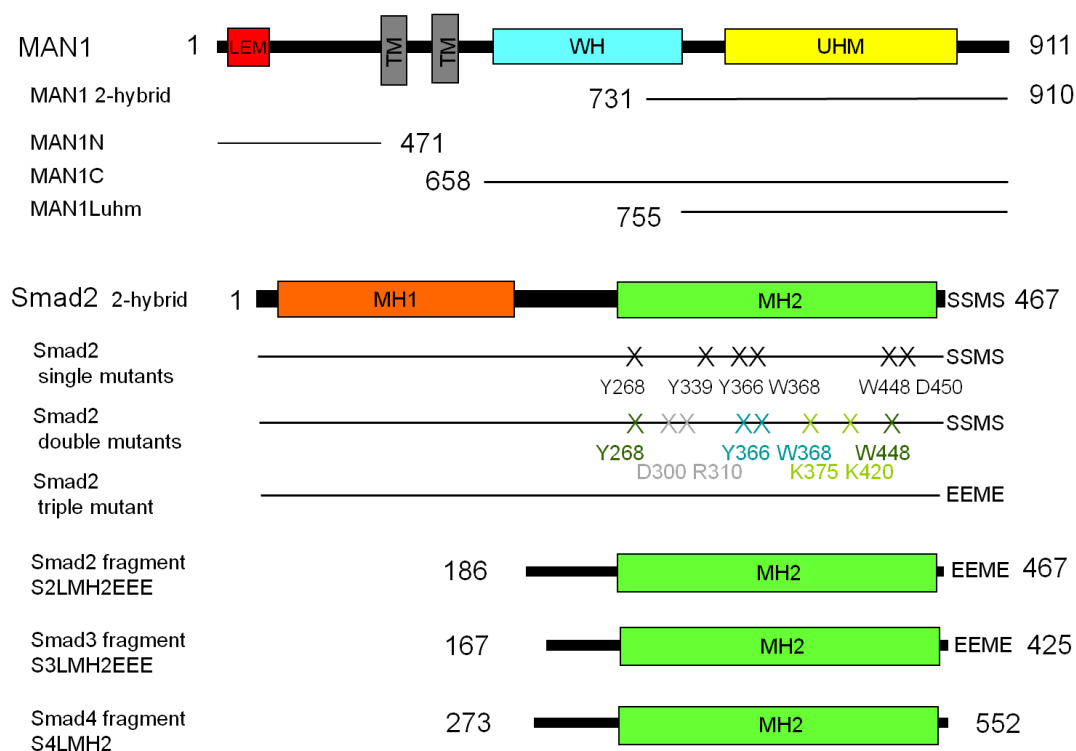 MAN1 1 LEM TM TM WH UHM 911
MAN1 2-hybrid 731 910
MAN1N 471
MAN1C 658
MAN1Luhm 755
Smad2 2-hybrid 1 MH1 MH2 SSMS 467
Smad2 SSMS
single mutants
Y268 Y339 Y366 W368 W448 D450
Smad2 SSMS
double mutants
Y268 Y366 W368 W448
D300 R310 K375 K420
Smad2 EEME
triple mutant
Smad2 fragment 186 MH2 EEME 467
S2LMH2EEE
Smad3 fragment 167 MH2 EEME 425
S3LMH2EEE
Smad4 fragment 273 MH2 552
S4LMH2